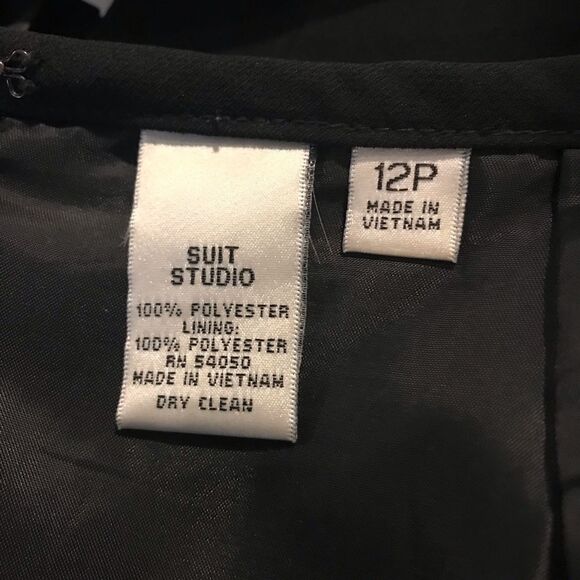 SUIT
STUDIO
100% POLYESTER
LINING:
100% POLYESTER
RN 54050
MADE IN VIETNAM
DRY CLEAN
12P
MADE IN
VIETNAM